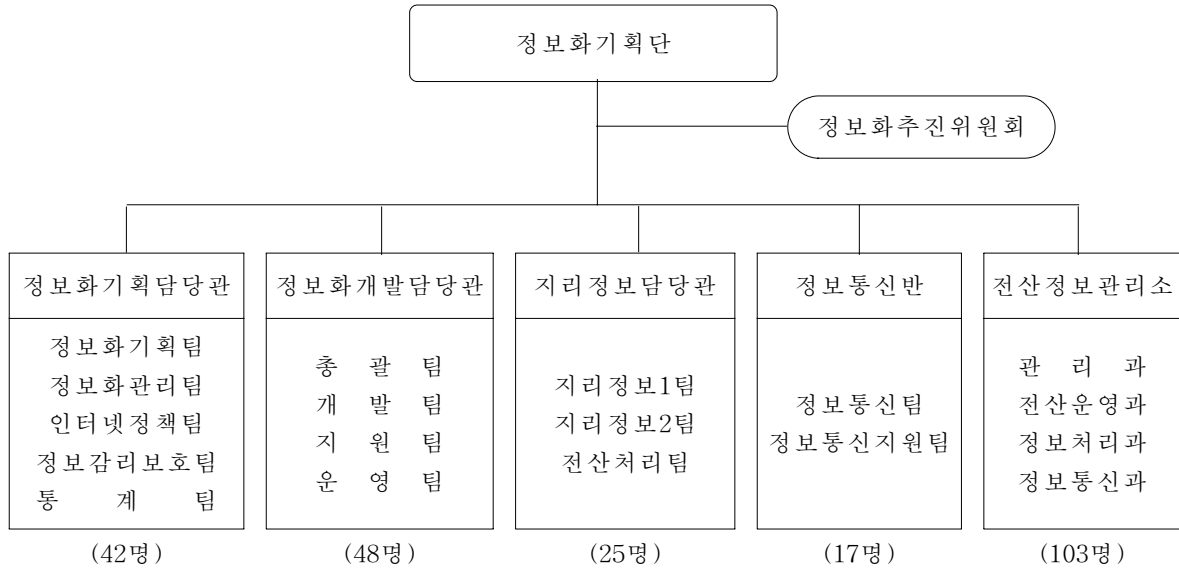 정보화기획단
정보화추진위원회
정보화기획담당관
정보화기획팀
정보화관리팀
인터넷정책팀
정보감리보호팀
통 계 팀
(42명)
정보화개발담당관
총 괄 팀
개 발 팀
지 원 팀
운 영 팀
(48명)
지리정보담당관
지리정보1팀
지리정보2팀
전산처리팀
(25명)
정보통신반
정보통신팀
정보통신지원팀
(17명)
전산정보관리소
관 리 과
전산운영과
정보처리과
정보통신과
(103명)